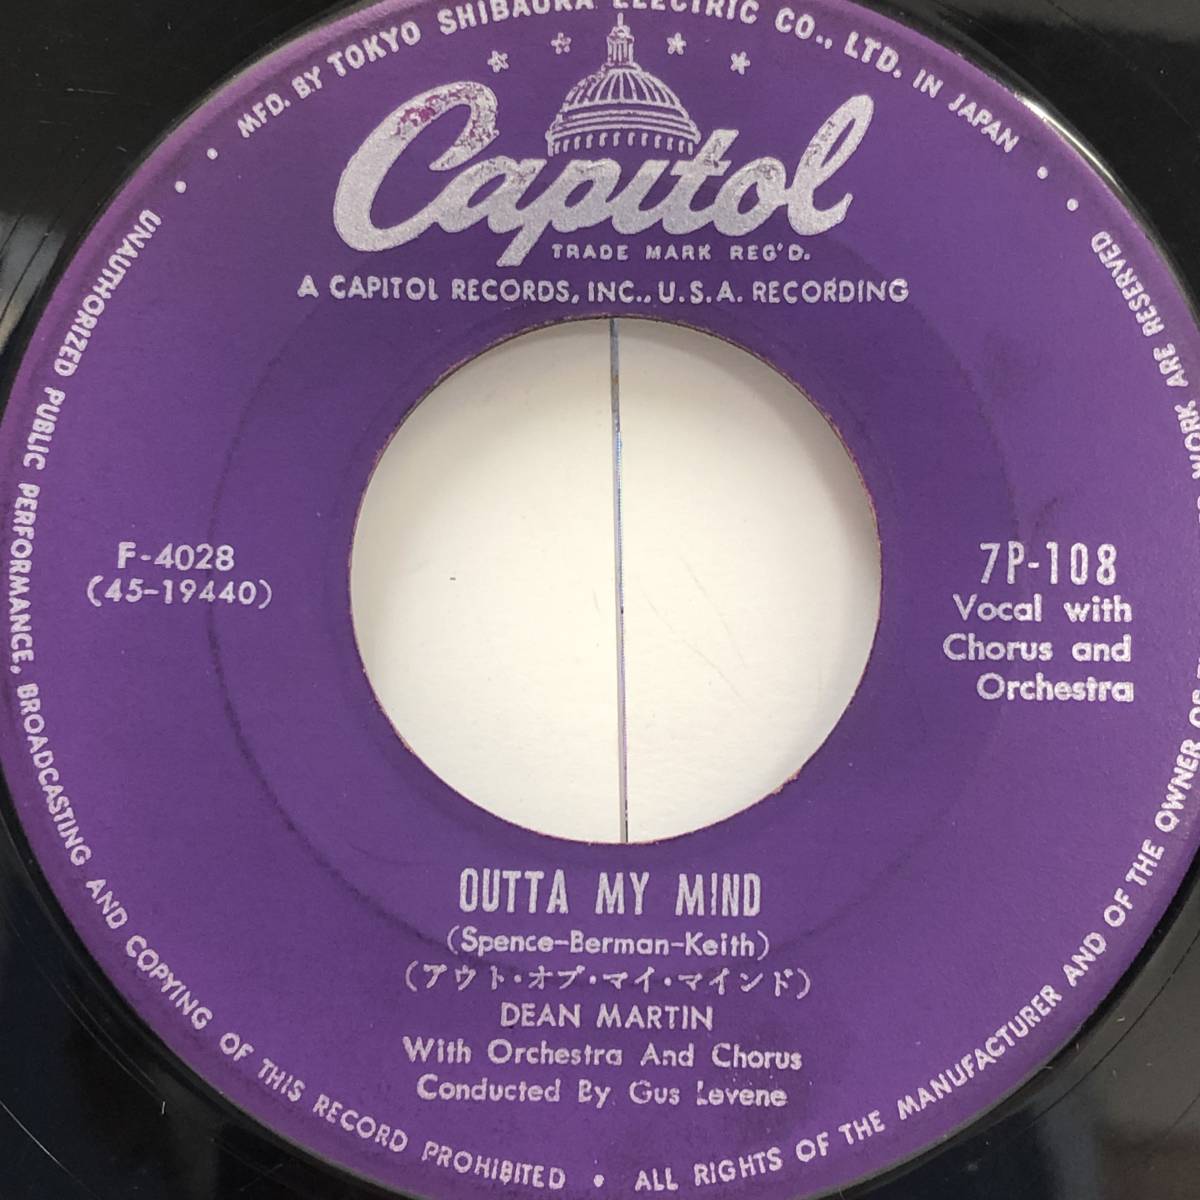 MFD. BY TOKYO SHIBAURA ELECTRIC CO., LTD. IN JAPAN
Capitol
TRADE MARK REG'D.
A CAPITOL RECORDS, INC., U.S.A. RECORDING
F-4028
(45-19440)
7P-108
Vocal with
Chorus and
Orchestra
OUTTA MY MIND
(Spence-Berman-Keith)
(アウト・オブ・マイ・マインド)
DEAN MARTIN
With Orchestra And Chorus
Conducted By Gus Levene
UNAUTHORIZED PUBLIC PERFORMANCE, BROADCASTING AND COPYING OF THIS RECORD PROHIBITED • ALL RIGHTS OF THE MANUFACTURER AND OF THE OWNER OF WORK ARE RESERVED